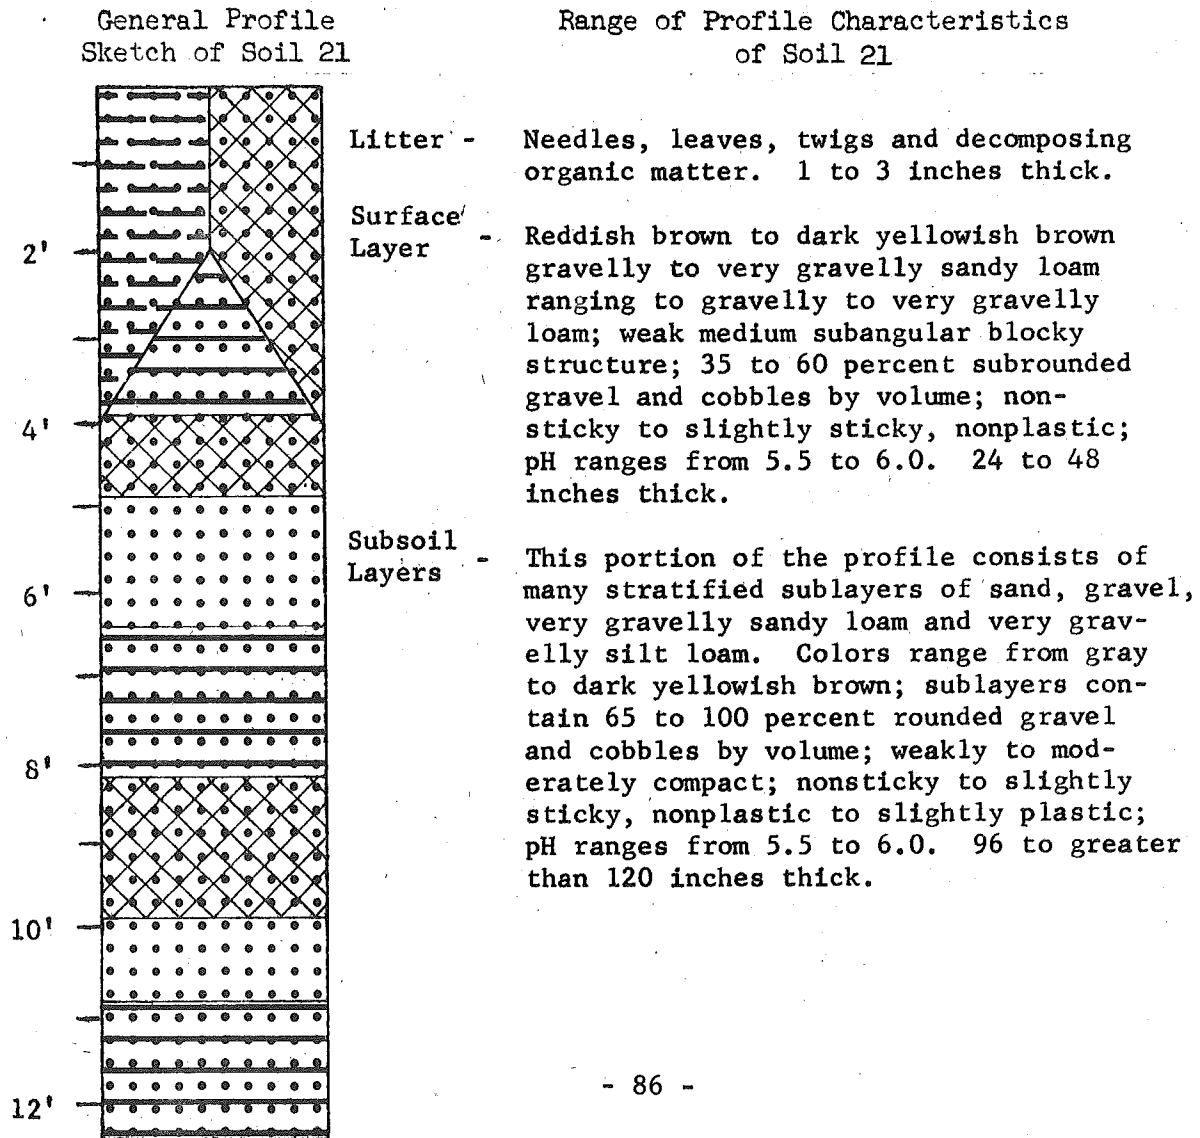 General Profile
Sketch of Soil 21
Range of Profile Characteristics
of Soil 21
Litter - Needles, leaves, twigs and decomposing
organic matter. 1 to 3 inches thick.
Surface
Layer - Reddish brown to dark yellowish brown
gravelly to very gravelly sandy loam
ranging to gravelly to very gravelly
loam; weak medium subangular blocky
structure; 35 to 60 percent subrounded
gravel and cobbles by volume; non-
sticky to slightly sticky, nonplastic;
pH ranges from 5.5 to 6.0. 24 to 48
inches thick.
Subsoil
Layers - This portion of the profile consists of
many stratified sublayers of sand, gravel,
very gravelly sandy loam and very grav-
elly silt loam. Colors range from gray
to dark yellowish brown; sublayers con-
tain 65 to 100 percent rounded gravel
and cobbles by volume; weakly to mod-
erately compact; nonsticky to slightly
sticky, nonplastic to slightly plastic;
pH ranges from 5.5 to 6.0. 96 to greater
than 120 inches thick.
2'
4'
6'
8'
10'
12'
- 86 -